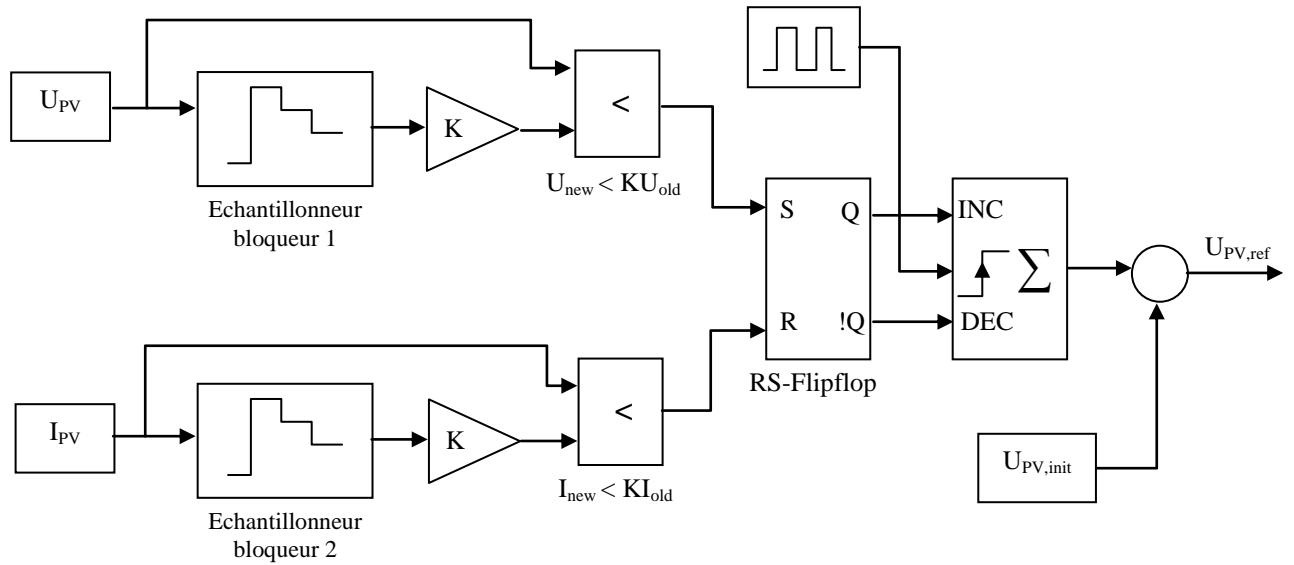 U_PV
K
<
U_new < KU_old
Echantillonneur
bloqueur 1
S
Q
R
!Q
RS-Flipflop
INC
∑
DEC
U_PV,ref
U_PV,init
I_PV
K
<
I_new < KI_old
Echantillonneur
bloqueur 2